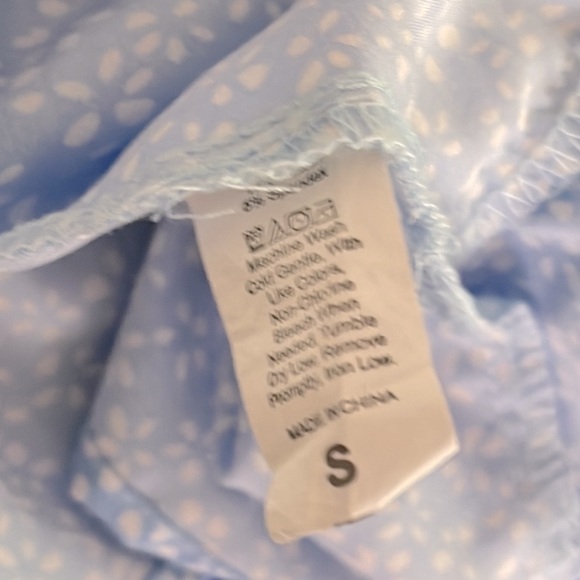 Machine Wash
Cold Gentle, With
Like Colors,
Non-Chlorine
Bleach When
Needed, Tumble
Dry Low, Remove
Promptly, Iron Low,
MADE IN CHINA
S